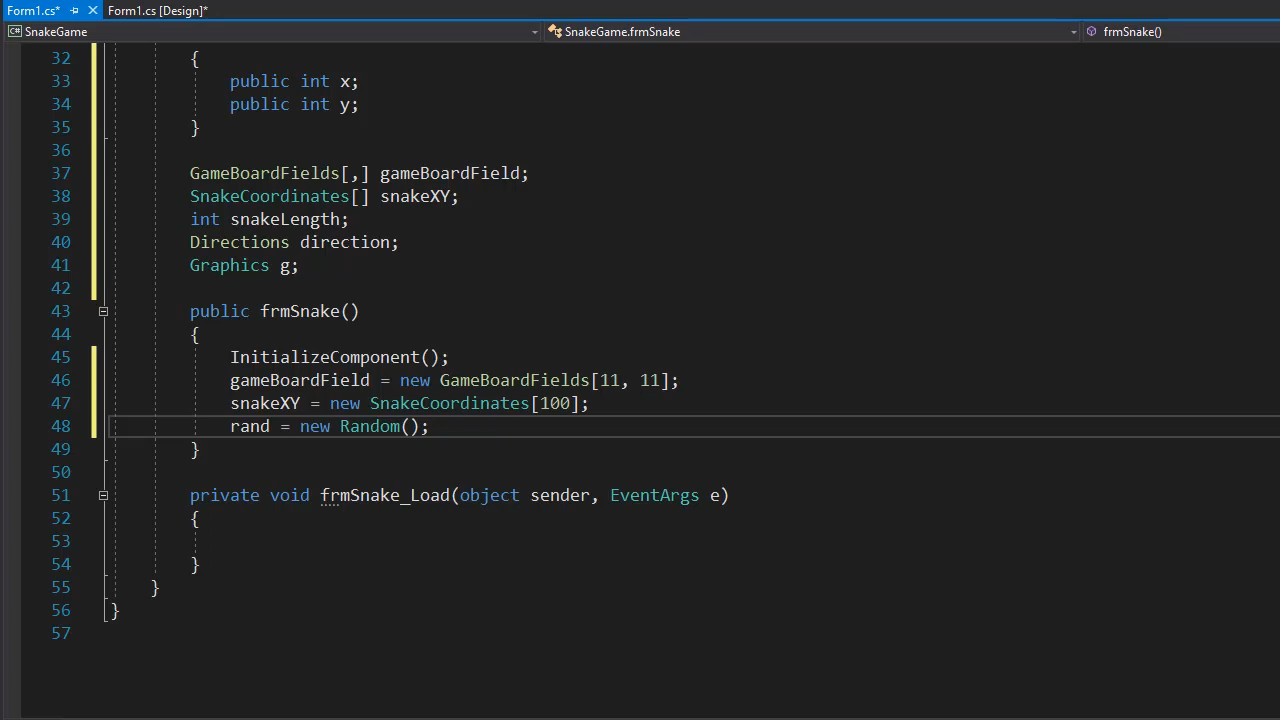 Form1.cs* Form1.cs [Design]*
SnakeGame SnakeGame.frmSnake frmSnake()
32 {
33 public int x;
34 public int y;
35 }
36
37 GameBoardFields[,] gameBoardField;
38 SnakeCoordinates[] snakeXY;
39 int snakeLength;
40 Directions direction;
41 Graphics g;
42
43 public frmSnake()
44 {
45 InitializeComponent();
46 gameBoardField = new GameBoardFields[11, 11];
47 snakeXY = new SnakeCoordinates[100];
48 rand = new Random();
49 }
50
51 private void frmSnake_Load(object sender, EventArgs e)
52 {
53
54 }
55 }
56 }
57